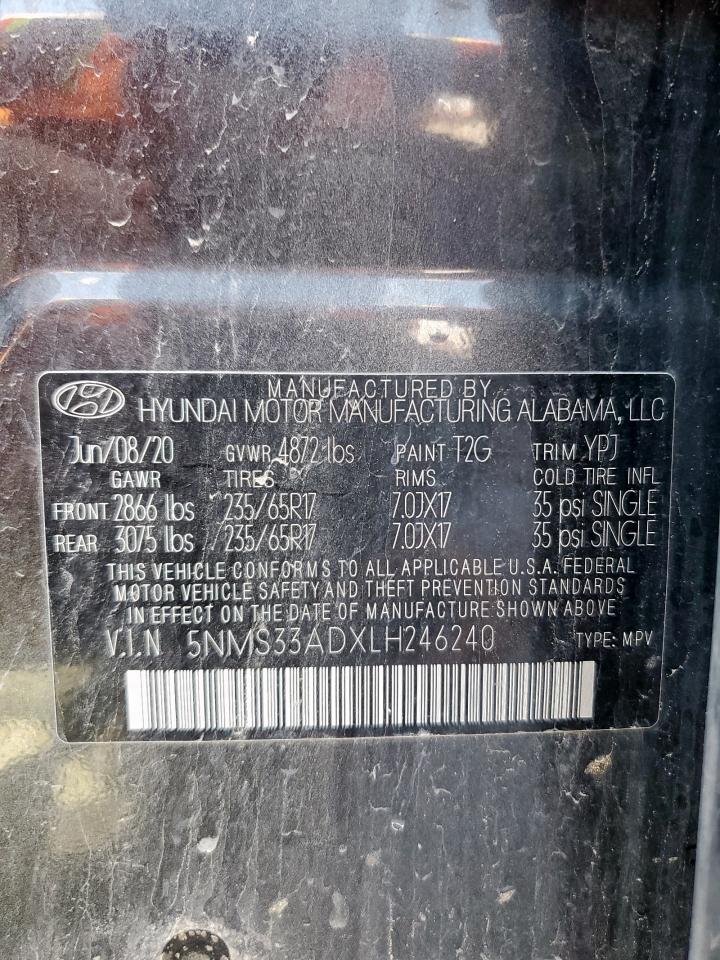 MANUFACTURED BY
HYUNDAI MOTOR MANUFACTURING ALABAMA, LLC
Jun/08/20 GVWR 4872 lbs PAINT T2G TRIM YPJ
GAWR TIRES RIMS COLD TIRE INFL
FRONT 2866 lbs 235/65R17 7.0JX17 35 psi SINGLE
REAR 3075 lbs 235/65R17 7.0JX17 35 psi SINGLE
THIS VEHICLE CONFORMS TO ALL APPLICABLE U.S.A. FEDERAL
MOTOR VEHICLE SAFETY AND THEFT PREVENTION STANDARDS
IN EFFECT ON THE DATE OF MANUFACTURE SHOWN ABOVE
V.I.N 5NMS33ADXLH246240 TYPE: MPV